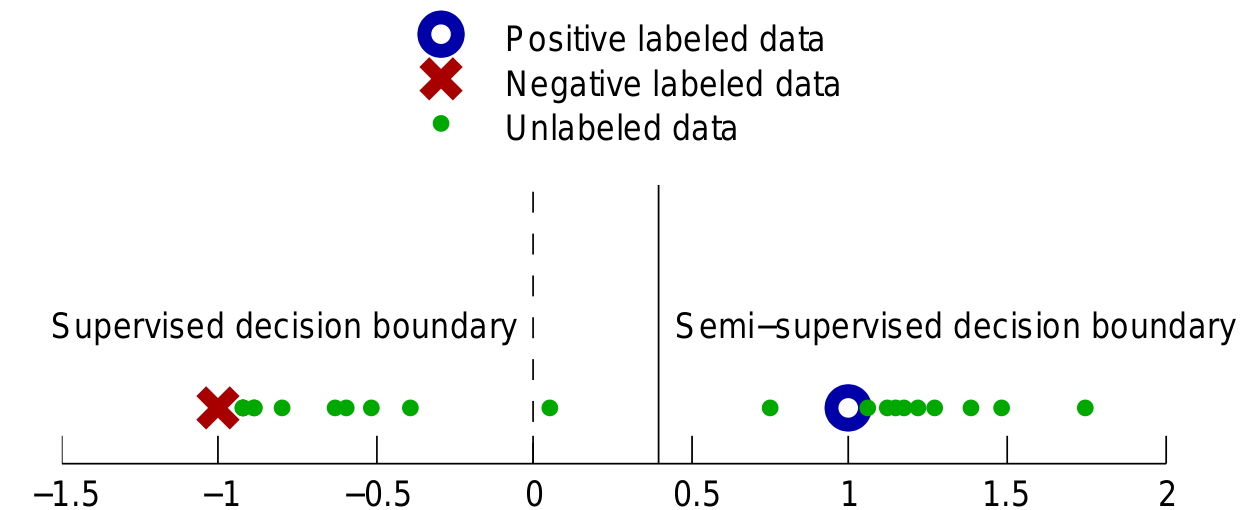 Positive labeled data
Negative labeled data
Unlabeled data
Supervised decision boundary
Semi−supervised decision boundary
−1.5
−1
−0.5
0
0.5
1
1.5
2